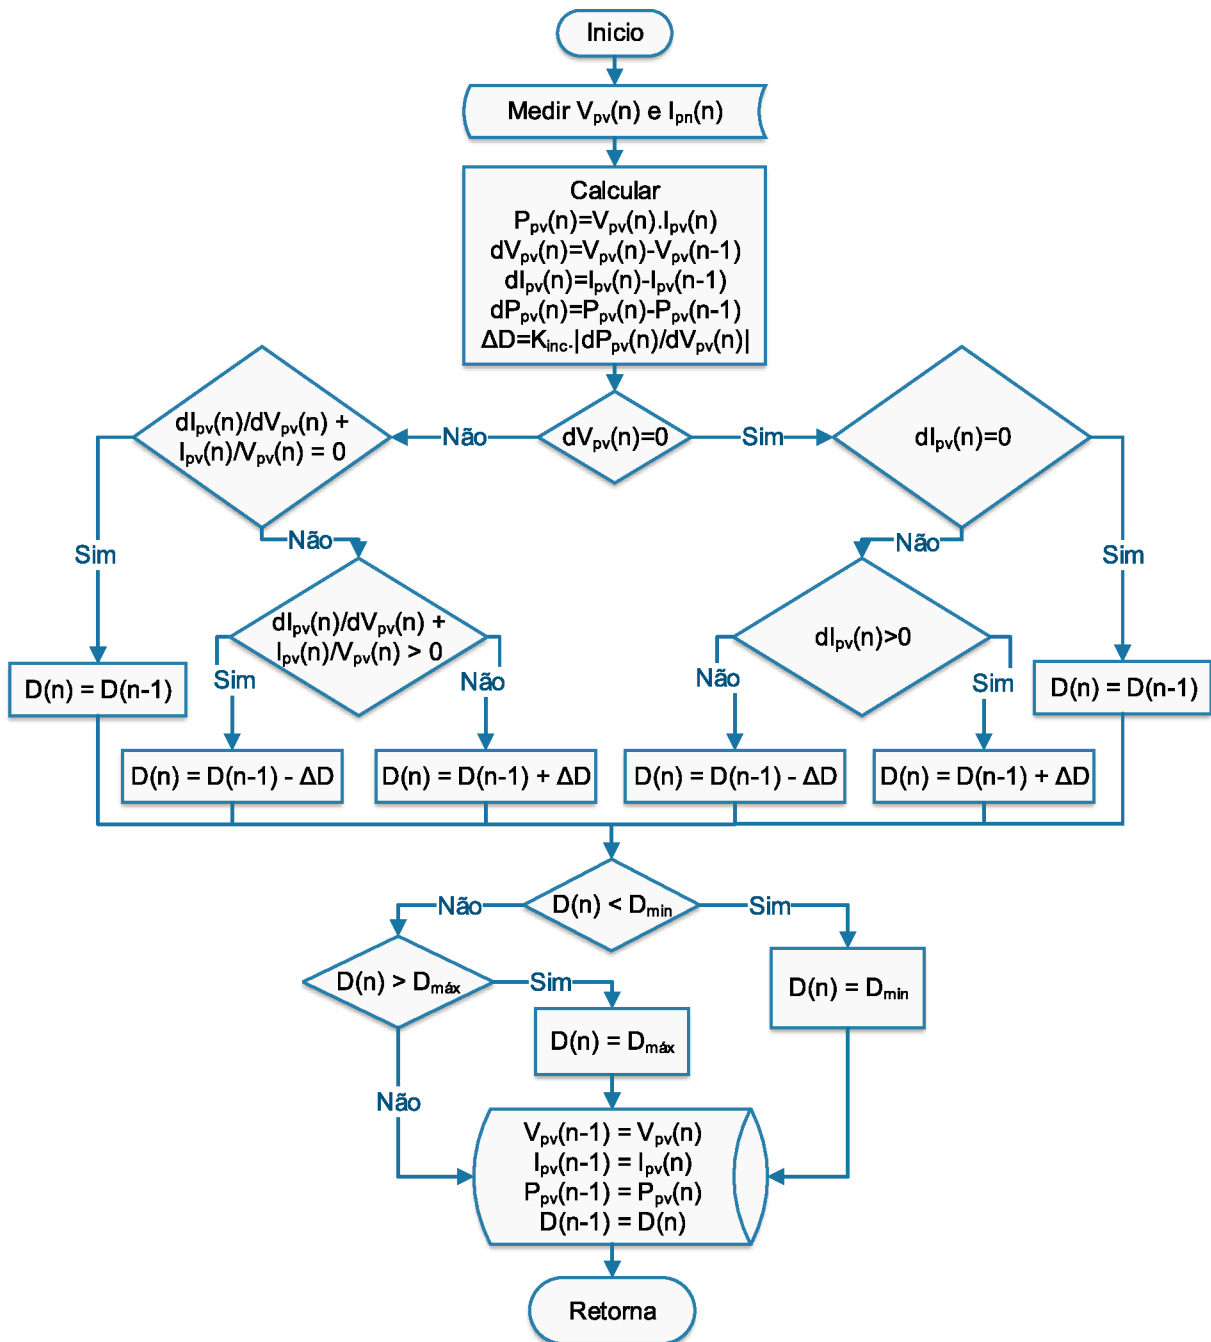 Inicio
Medir Vpv(n) e Ipn(n)
Calcular
Ppv(n)=Vpv(n).Ipv(n)
dVpv(n)=Vpv(n)-Vpv(n-1)
dIpv(n)=Ipv(n)-Ipv(n-1)
dPpv(n)=Ppv(n)-Ppv(n-1)
ΔD=Kinc.|dPpv(n)/dVpv(n)|
dIpv(n)/dVpv(n) +
Ipv(n)/Vpv(n) = 0
Não
dVpv(n)=0
Sim
dIpv(n)=0
Sim
Não
Não
Sim
dIpv(n)/dVpv(n) +
Ipv(n)/Vpv(n) > 0
dIpv(n)>0
Sim
Não
Não
Sim
D(n) = D(n-1)
D(n) = D(n-1)
D(n) = D(n-1) - ΔD
D(n) = D(n-1) + ΔD
D(n) = D(n-1) - ΔD
D(n) = D(n-1) + ΔD
Não
D(n) < Dmin
Sim
D(n) > Dmáx
Sim
D(n) = Dmin
D(n) = Dmáx
Não
Vpv(n-1) = Vpv(n)
Ipv(n-1) = Ipv(n)
Ppv(n-1) = Ppv(n)
D(n-1) = D(n)
Retorna